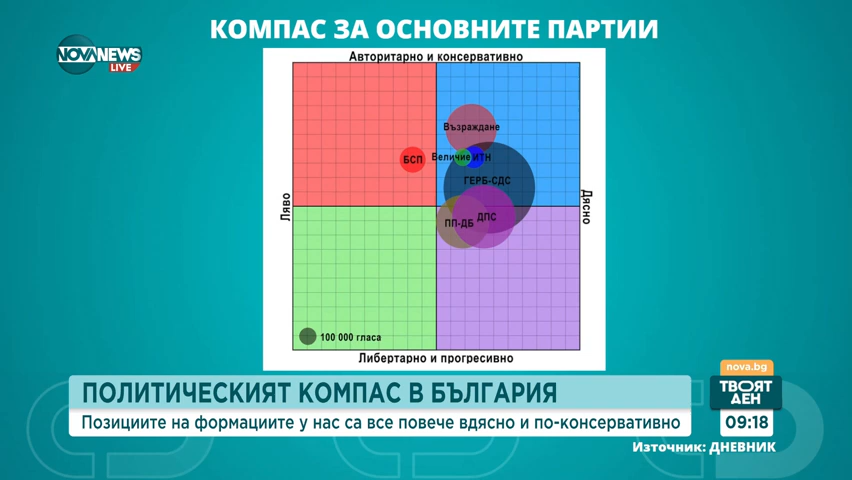 КОМПАС ЗА ОСНОВНИТЕ ПАРТИИ
NOVANEWS
LIVE
Авторитарно и консервативно
Възраждане
БСП
Величие
ИТН
ГЕРБ-СДС
Ляво
Дясно
ПП-ДБ
ДПС
100 000 гласа
Либертарно и прогресивно
nova.bg
ПОЛИТИЧЕСКИЯТ КОМПАС В БЪЛГАРИЯ
ТВОЯТ
ДЕН
Позициите на формациите у нас са все повече вдясно и по-консервативно
09:18
Източник: ДНЕВНИК